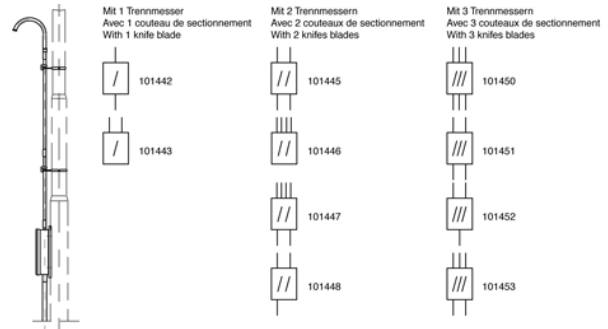 Mit 1 Trennmesser
Avec 1 couteau de sectionnement
With 1 knife blade
101442
101443
Mit 2 Trennmessern
Avec 2 couteaux de sectionnement
With 2 knifes blades
101445
101446
101447
101448
Mit 3 Trennmessern
Avec 3 couteaux de sectionnement
With 3 knifes blades
101450
101451
101452
101453